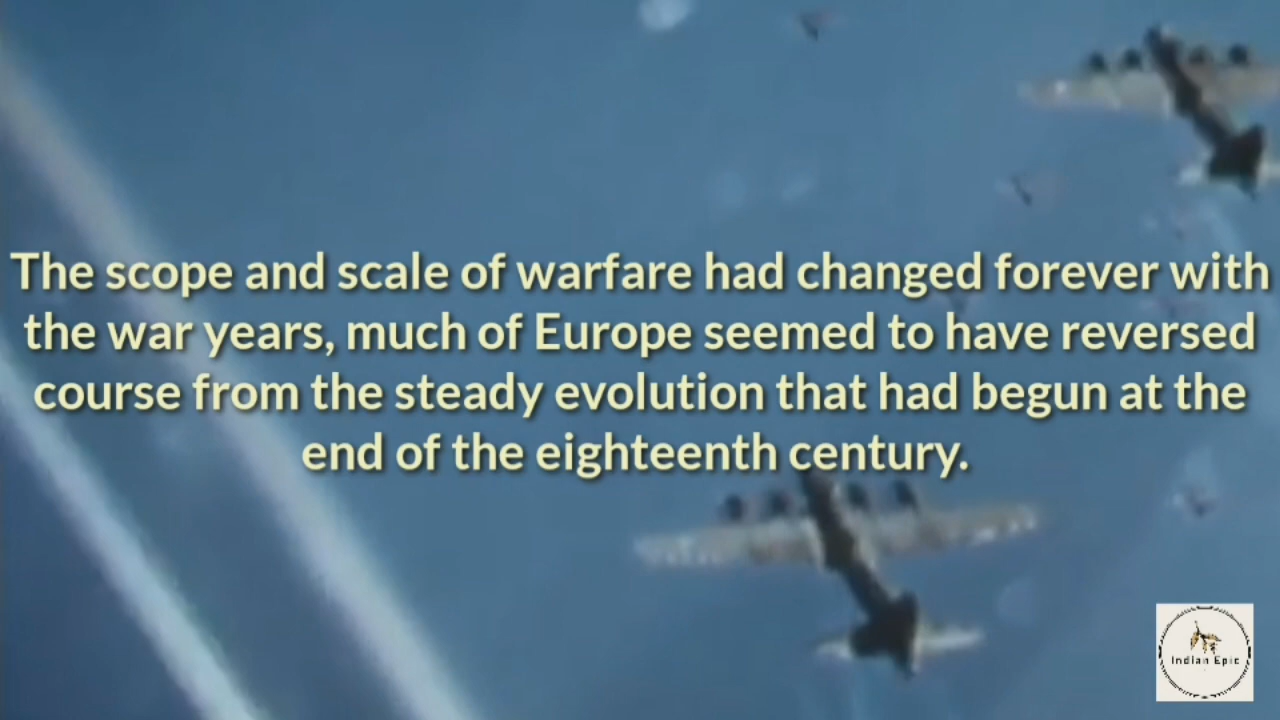 The scope and scale of warfare had changed forever with
the war years, much of Europe seemed to have reversed
course from the steady evolution that had begun at the
end of the eighteenth century.
Indian Epic